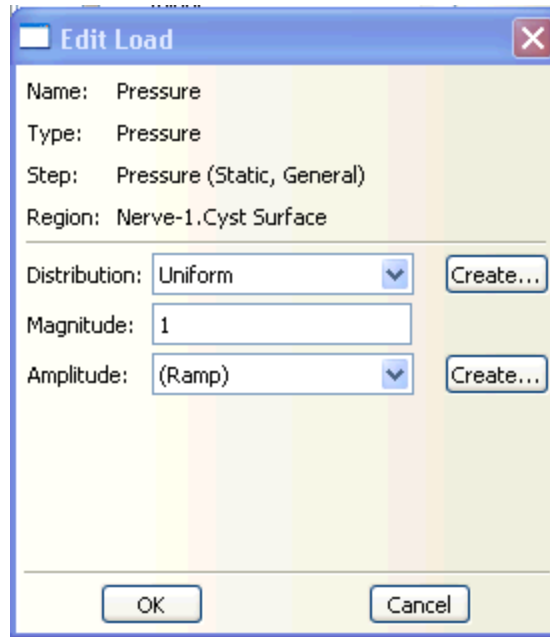 Edit Load
Name: Pressure
Type: Pressure
Step: Pressure (Static, General)
Region: Nerve-1.Cyst Surface
Distribution: Uniform Create...
Magnitude: 1
Amplitude: (Ramp) Create...
OK Cancel